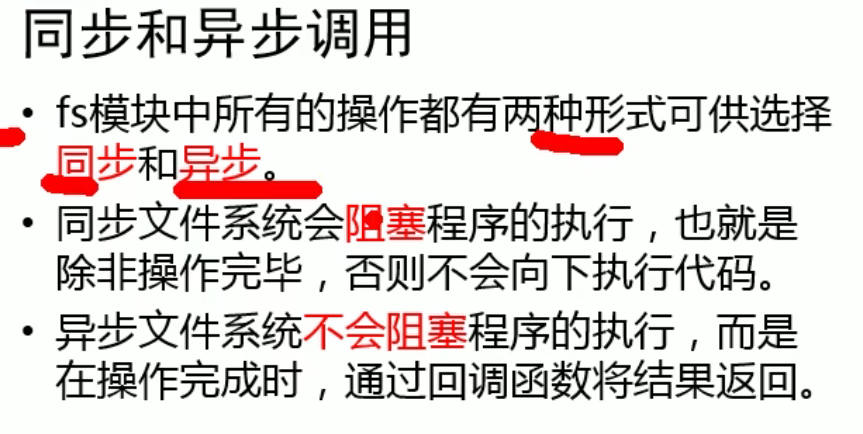 同步和异步调用
• fs模块中所有的操作都有两种形式可供选择
同步和异步。
• 同步文件系统会阻塞程序的执行，也就是
除非操作完毕，否则不会向下执行代码。
• 异步文件系统不会阻塞程序的执行，而是
在操作完成时，通过回调函数将结果返回。